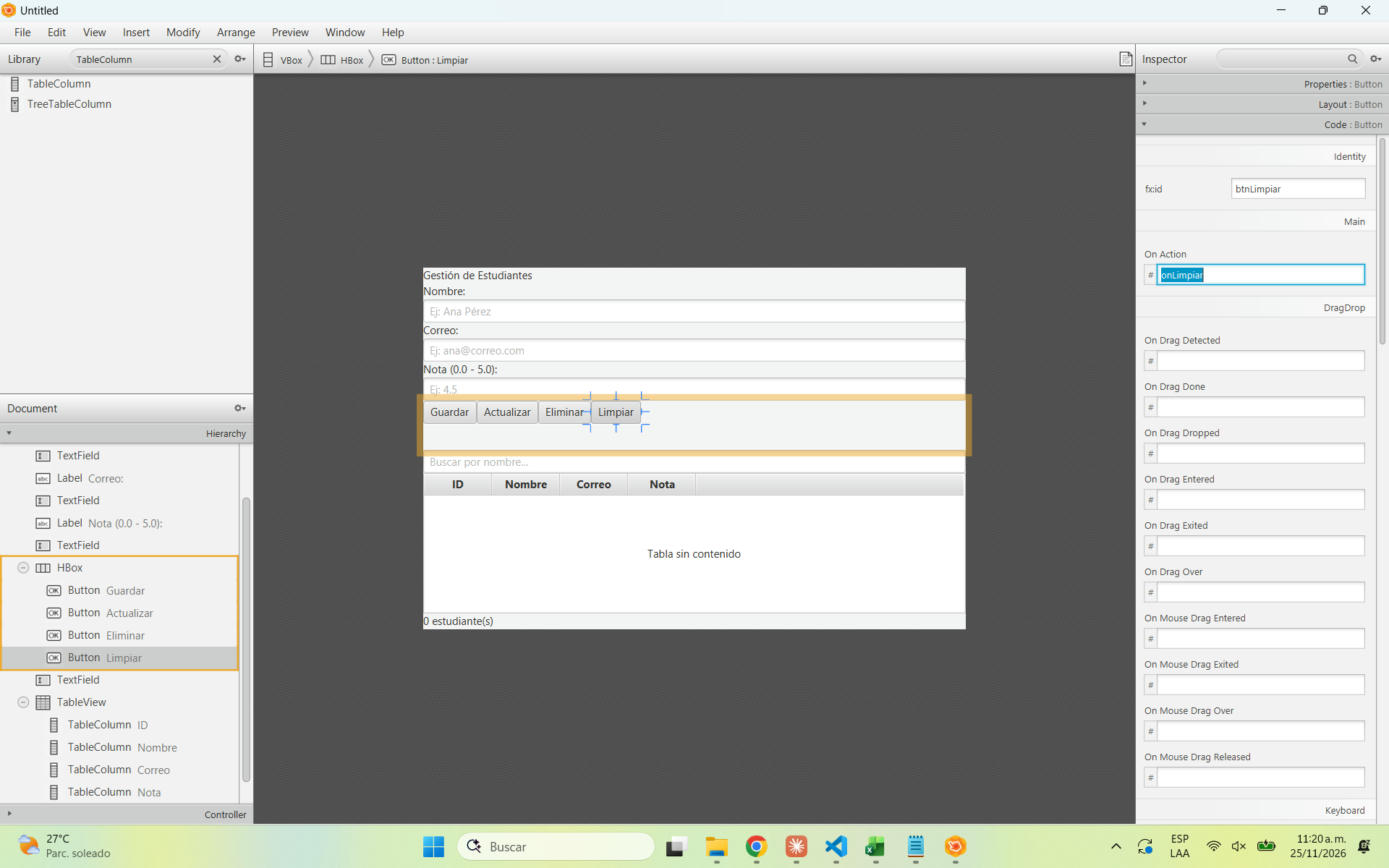 Untitled
File Edit View Insert Modify Arrange Preview Window Help
Library TableColumn
VBox HBox OK Button : Limpiar
Inspector
TableColumn
TreeTableColumn
Properties : Button
Layout : Button
Code : Button
Identity
fx:id btnLimpiar
Main
On Action
# onLimpiar
DragDrop
On Drag Detected
#
On Drag Done
#
On Drag Dropped
#
On Drag Entered
#
On Drag Exited
#
On Drag Over
#
On Mouse Drag Entered
#
On Mouse Drag Exited
#
On Mouse Drag Over
#
On Mouse Drag Released
#
Keyboard
Gestión de Estudiantes
Nombre:
Ej: Ana Pérez
Correo:
Ej: ana@correo.com
Nota (0.0 - 5.0):
Ej: 4.5
Guardar Actualizar Eliminar Limpiar
Buscar por nombre...
ID Nombre Correo Nota
Tabla sin contenido
0 estudiante(s)
Document
Hierarchy
TextField
abc Label Correo:
TextField
abc Label Nota (0.0 - 5.0):
TextField
HBox
OK Button Guardar
OK Button Actualizar
OK Button Eliminar
OK Button Limpiar
TextField
TableView
TableColumn ID
TableColumn Nombre
TableColumn Correo
TableColumn Nota
Controller
27°C
Parc. soleado
Buscar
ESP
LAA
11:20 a. m.
25/11/2026